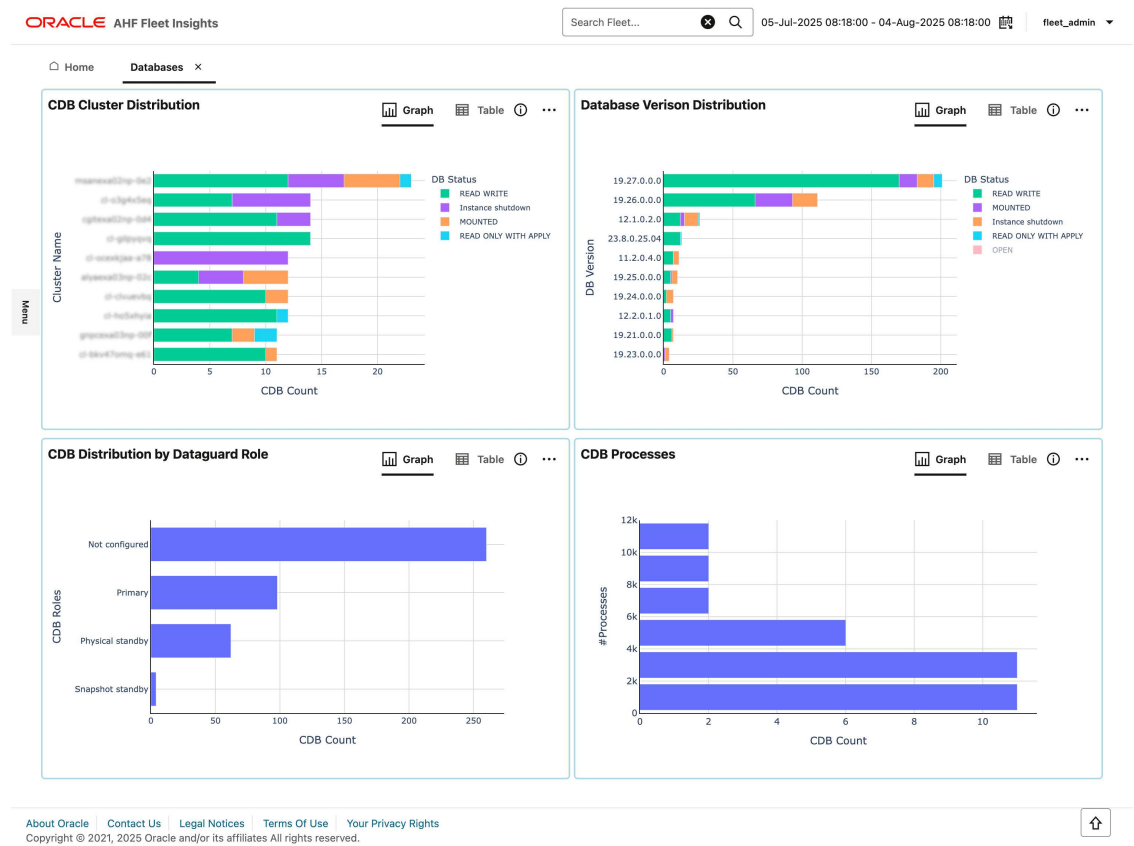 ORACLE AHF Fleet Insights
Search Fleet...
05-Jul-2025 08:18:00 - 04-Aug-2025 08:18:00
fleet_admin
Home
Databases ×
Menu
CDB Cluster Distribution
Graph
Table
Cluster Name
0 5 10 15 20
CDB Count
DB Status
READ WRITE
Instance shutdown
MOUNTED
READ ONLY WITH APPLY
Database Verison Distribution
Graph
Table
DB Version
19.27.0.0.0
19.26.0.0.0
12.1.0.2.0
23.8.0.25.04
11.2.0.4.0
19.25.0.0.0
19.24.0.0.0
12.2.0.1.0
19.21.0.0.0
19.23.0.0.0
0 50 100 150 200
CDB Count
DB Status
READ WRITE
MOUNTED
Instance shutdown
READ ONLY WITH APPLY
OPEN
CDB Distribution by Dataguard Role
Graph
Table
CDB Roles
Not configured
Primary
Physical standby
Snapshot standby
0 50 100 150 200 250
CDB Count
CDB Processes
Graph
Table
#Processes
12k
10k
8k
6k
4k
2k
0
0 2 4 6 8 10
CDB Count
About Oracle Contact Us Legal Notices Terms Of Use Your Privacy Rights
Copyright © 2021, 2025 Oracle and/or its affiliates All rights reserved.